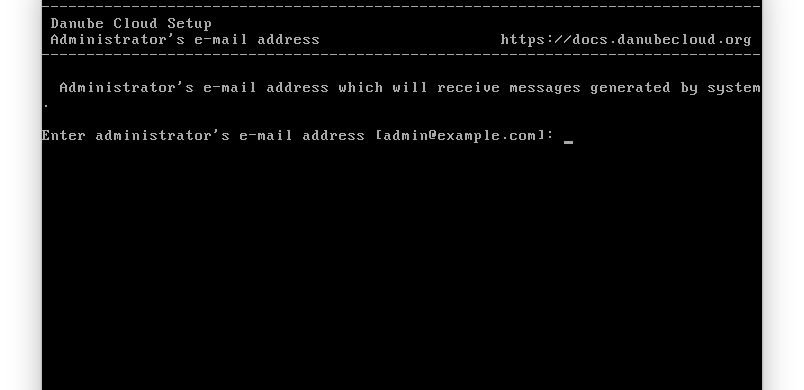 Danube Cloud Setup
Administrator's e-mail address https://docs.danubecloud.org
Administrator's e-mail address which will receive messages generated by system
.
Enter administrator's e-mail address [admin@example.com]: _